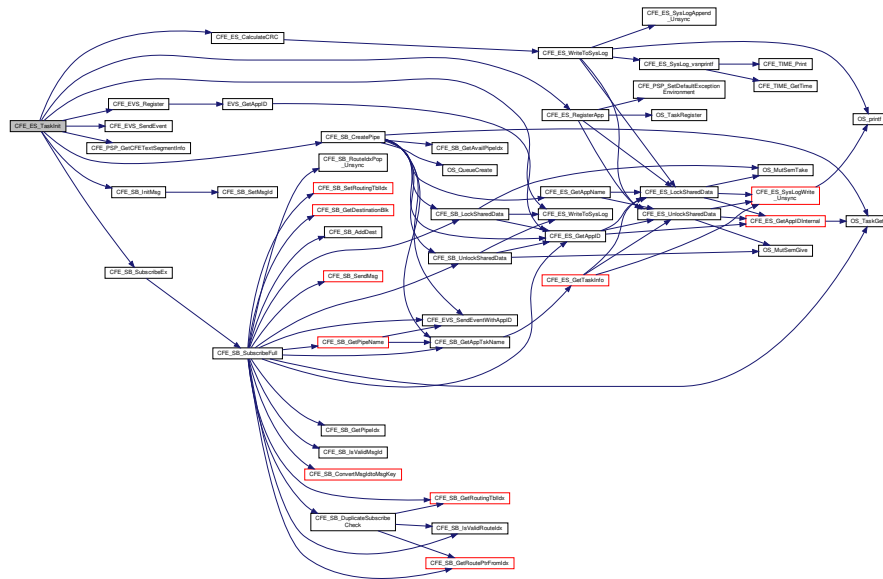 CFE_ES_SysLogAppend
_Unsync
CFE_ES_CalculateCRC
CFE_ES_WriteToSysLog
CFE_ES_SysLog_vsnprintf
CFE_TIME_Print
CFE_TIME_GetTime
CFE_PSP_SetDefaultException
Environment
CFE_EVS_Register
EVS_GetAppID
CFE_ES_RegisterApp
OS_TaskRegister
OS_printf
CFE_ES_TaskInit
CFE_EVS_SendEvent
CFE_PSP_GetCFETextSegmentInfo
CFE_SB_CreatePipe
CFE_SB_GetAvailPipeIdx
CFE_SB_RouteIdxPop
_Unsync
OS_QueueCreate
OS_MutSemTake
CFE_SB_InitMsg
CFE_SB_SetMsgId
CFE_SB_SetRoutingTblIdx
CFE_ES_GetAppName
CFE_ES_LockSharedData
CFE_ES_SysLogWrite
_Unsync
CFE_SB_GetDestinationBlk
CFE_SB_LockSharedData
CFE_ES_WriteToSysLog
CFE_ES_UnlockSharedData
CFE_ES_GetAppIDInternal
OS_TaskGet
CFE_SB_AddDest
CFE_ES_GetAppID
CFE_SB_UnlockSharedData
OS_MutSemGive
CFE_SB_SubscribeEx
CFE_SB_SendMsg
CFE_ES_GetTaskInfo
CFE_EVS_SendEventWithAppID
CFE_SB_GetPipeName
CFE_SB_GetAppTskName
CFE_SB_SubscribeFull
CFE_SB_GetPipeIdx
CFE_SB_IsValidMsgId
CFE_SB_ConvertMsgIdtoMsgKey
CFE_SB_GetRoutingTblIdx
CFE_SB_DuplicateSubscribe
Check
CFE_SB_IsValidRouteIdx
CFE_SB_GetRoutePtrFromIdx